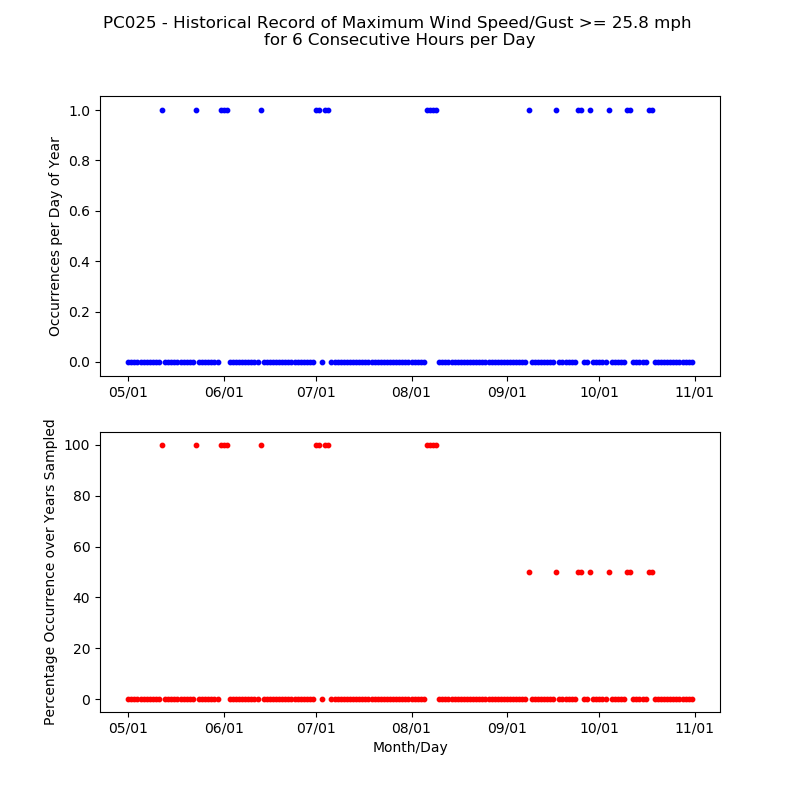 PC025 - Historical Record of Maximum Wind Speed/Gust >= 25.8 mph
for 6 Consecutive Hours per Day
Occurrences per Day of Year
1.0
0.8
0.6
0.4
0.2
0.0
05/01 06/01 07/01 08/01 09/01 10/01 11/01
Percentage Occurrence over Years Sampled
100
80
60
40
20
0
05/01 06/01 07/01 08/01 09/01 10/01 11/01
Month/Day